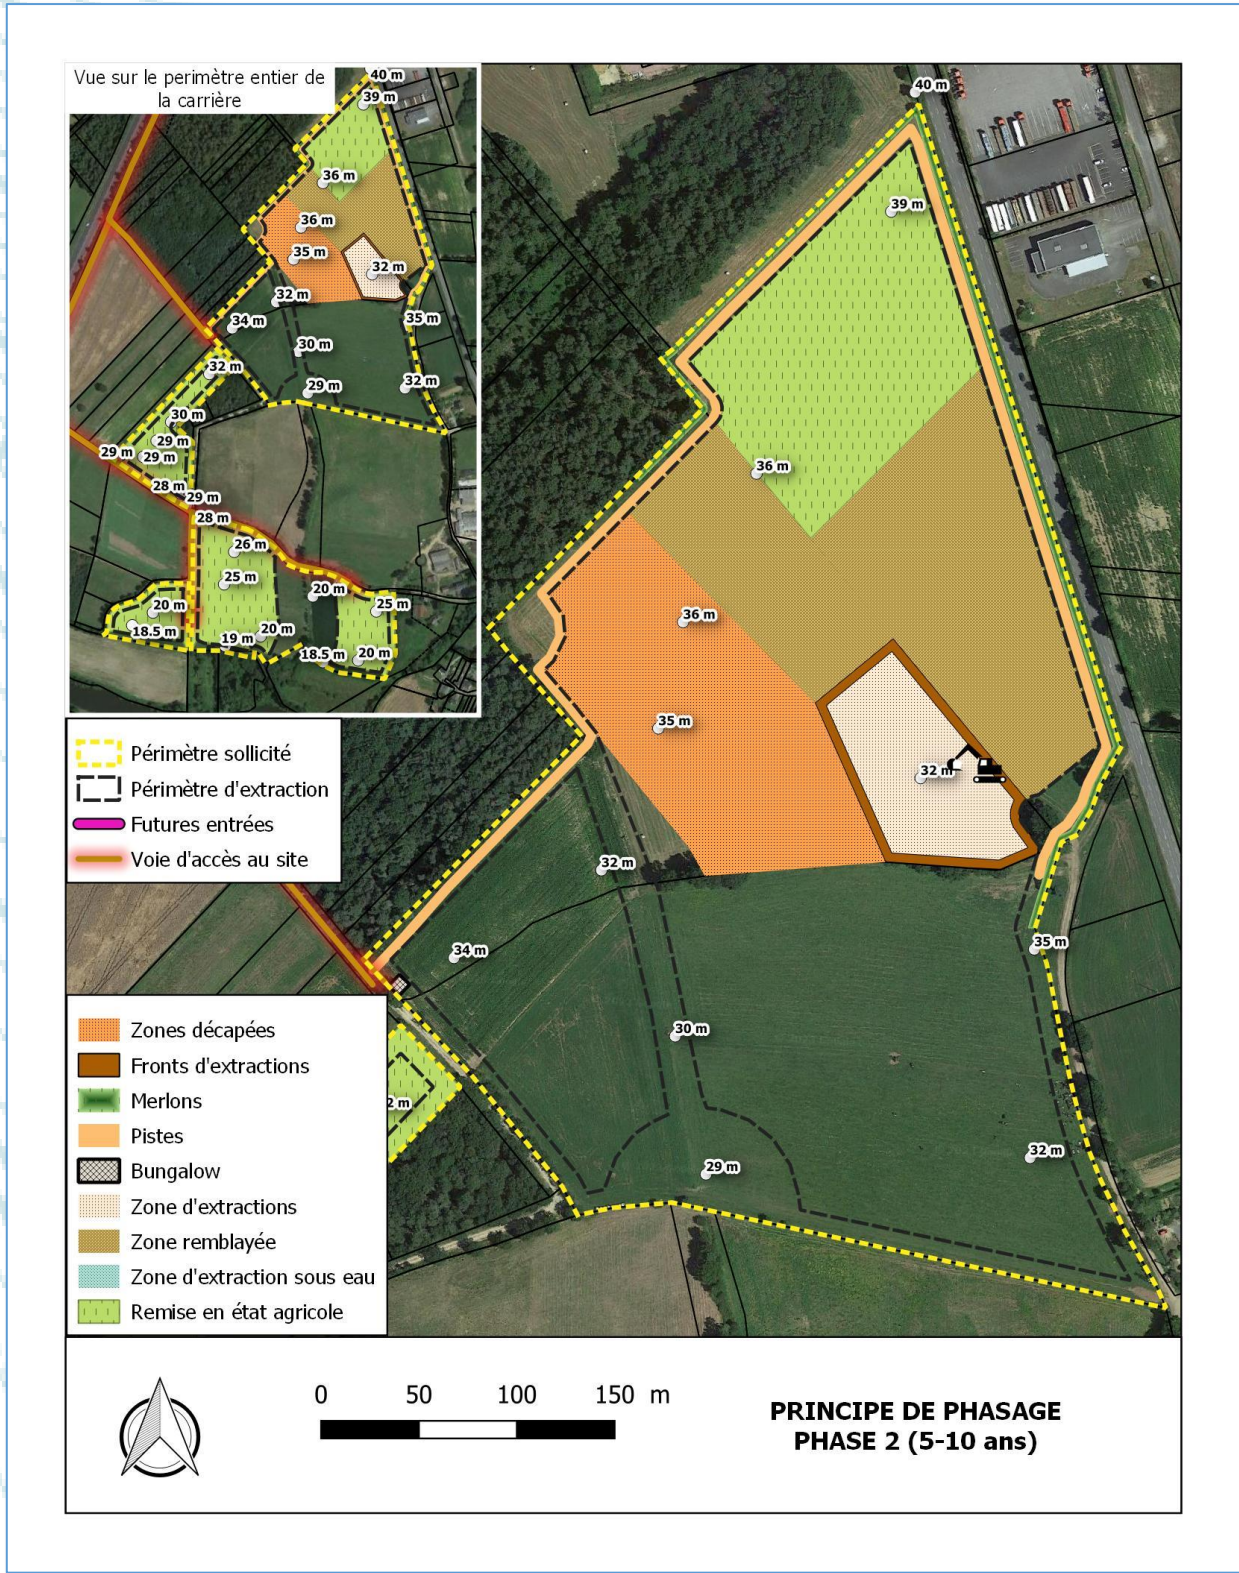 Vue sur le perimètre entier de
la carrière
40 m
39 m
36 m
36 m
35 m
32 m
32 m
34 m
35 m
30 m
32 m
29 m
32 m
30 m
29 m
29 m
29 m
28 m
29 m
28 m
26 m
25 m
20 m
25 m
20 m
18.5 m
20 m
19 m
18.5 m
20 m
40 m
39 m
36 m
36 m
35 m
32 m
32 m
34 m
35 m
30 m
32 m
29 m
2 m
Périmètre sollicité
Périmètre d'extraction
Futures entrées
Voie d'accès au site
Zones décapées
Fronts d'extractions
Merlons
Pistes
Bungalow
Zone d'extractions
Zone remblayée
Zone d'extraction sous eau
Remise en état agricole
0 50 100 150 m
PRINCIPE DE PHASAGE
PHASE 2 (5-10 ans)